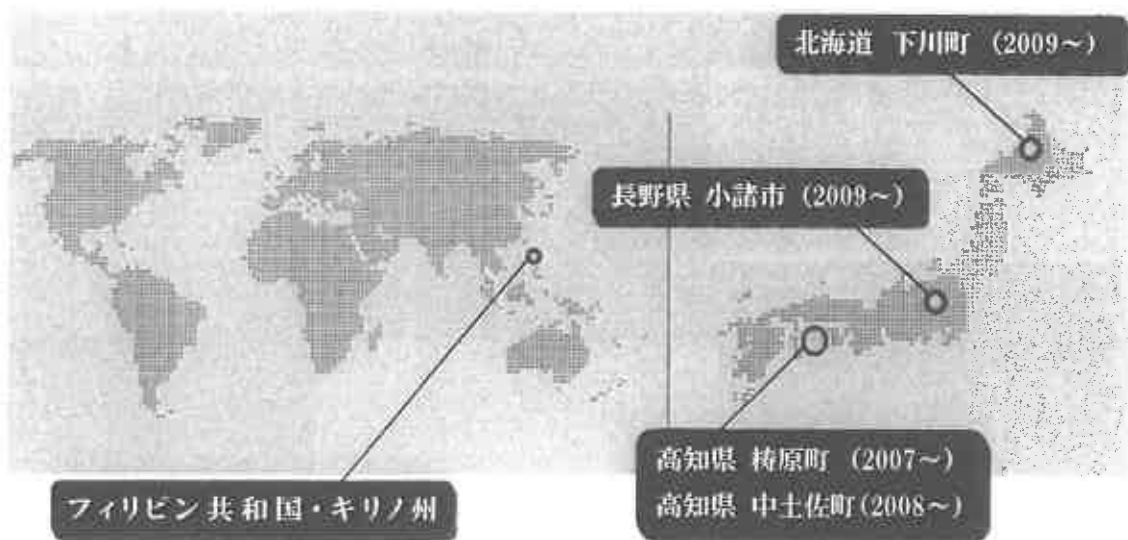 北海道 下川町 (2009～)
長野県 小諸市 (2009～)
高知県 梼原町 (2007～)
高知県 中土佐町(2008～)
フィリピン共和国・キリノ州